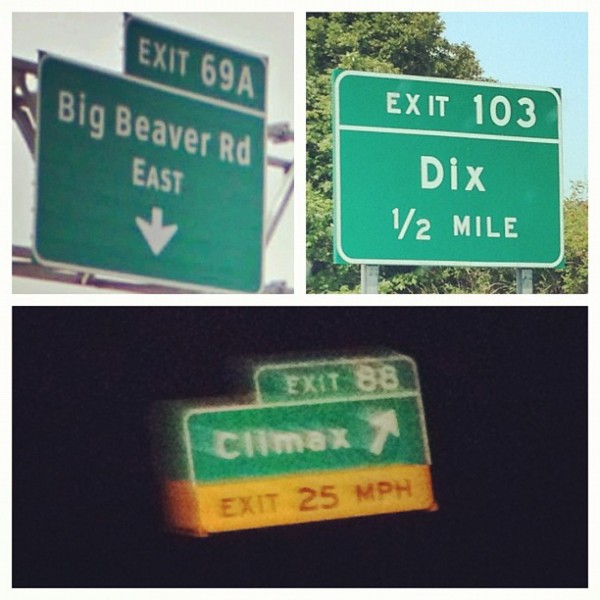 EXIT 69A
Big Beaver Rd
EAST
EXIT 103
Dix
1/2 MILE
EXIT 88
Climax
EXIT 25 MPH